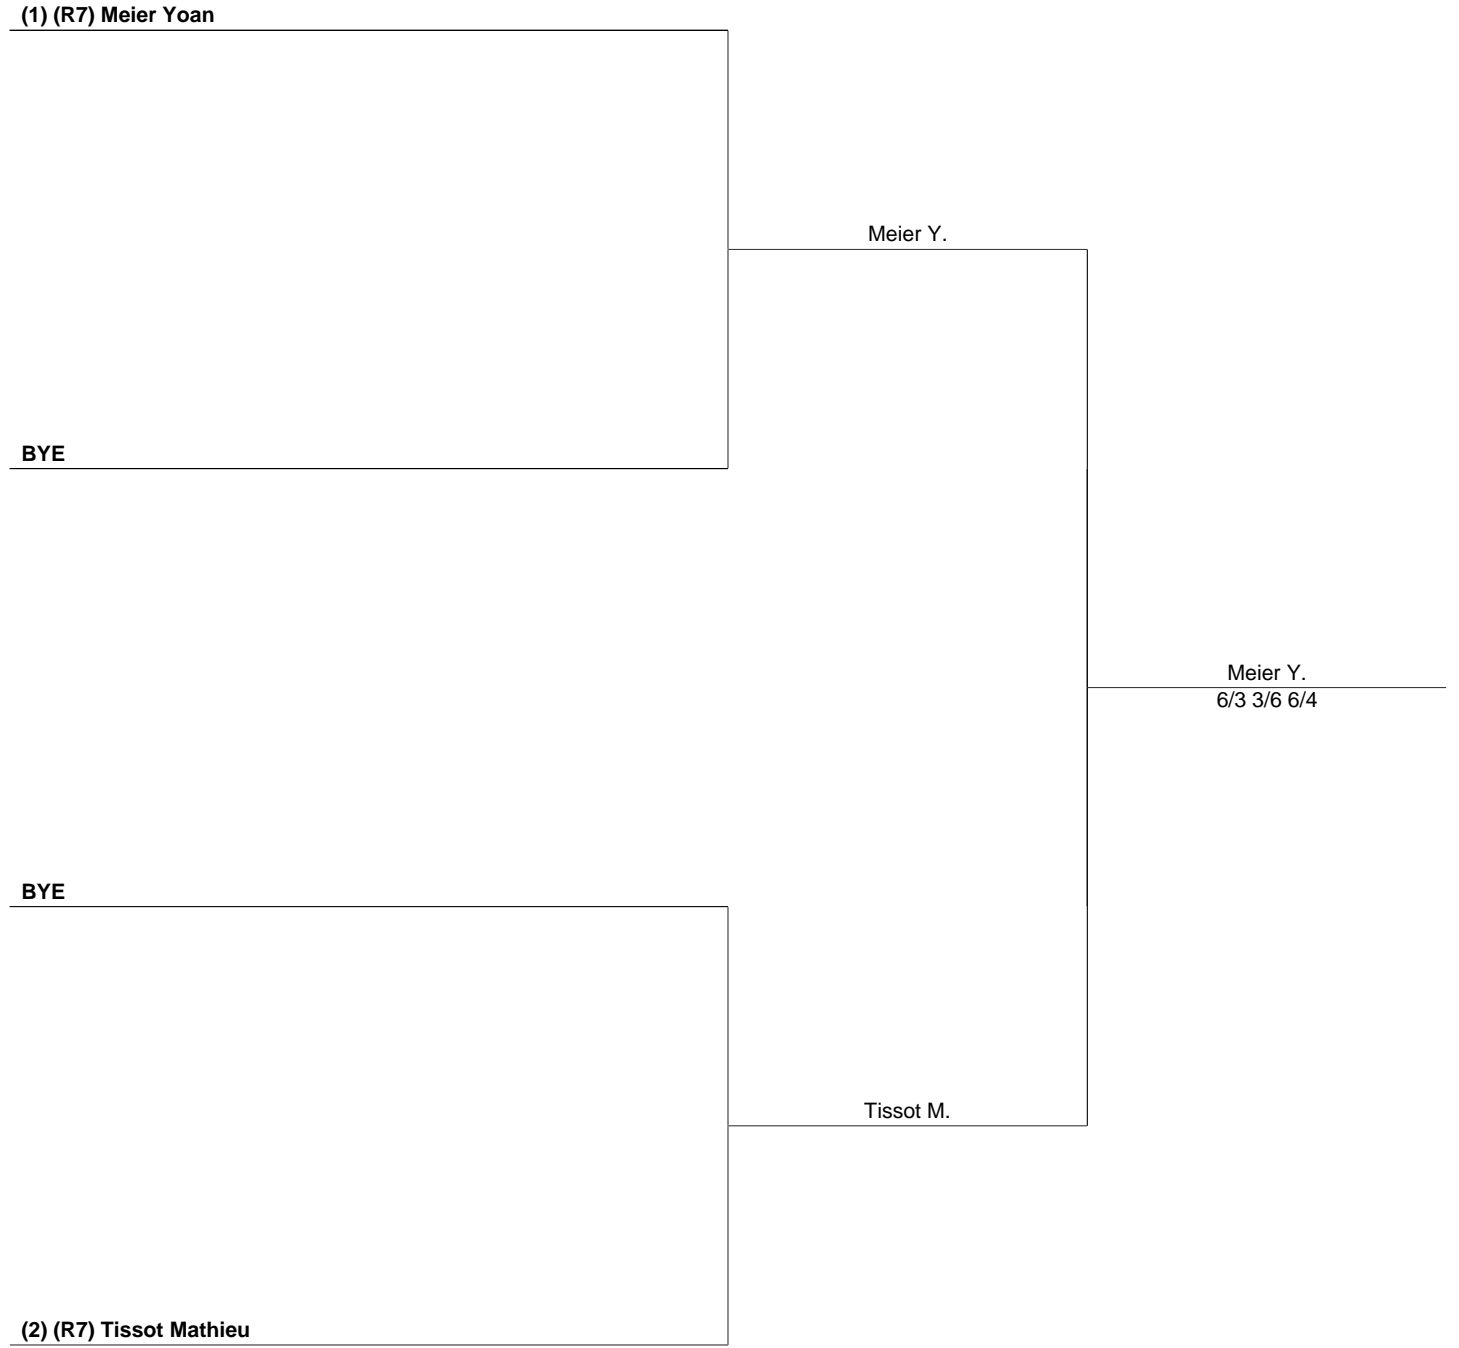 (1) (R7) Meier Yoan
Meier Y.
BYE
Meier Y.
6/3 3/6 6/4
BYE
Tissot M.
(2) (R7) Tissot Mathieu